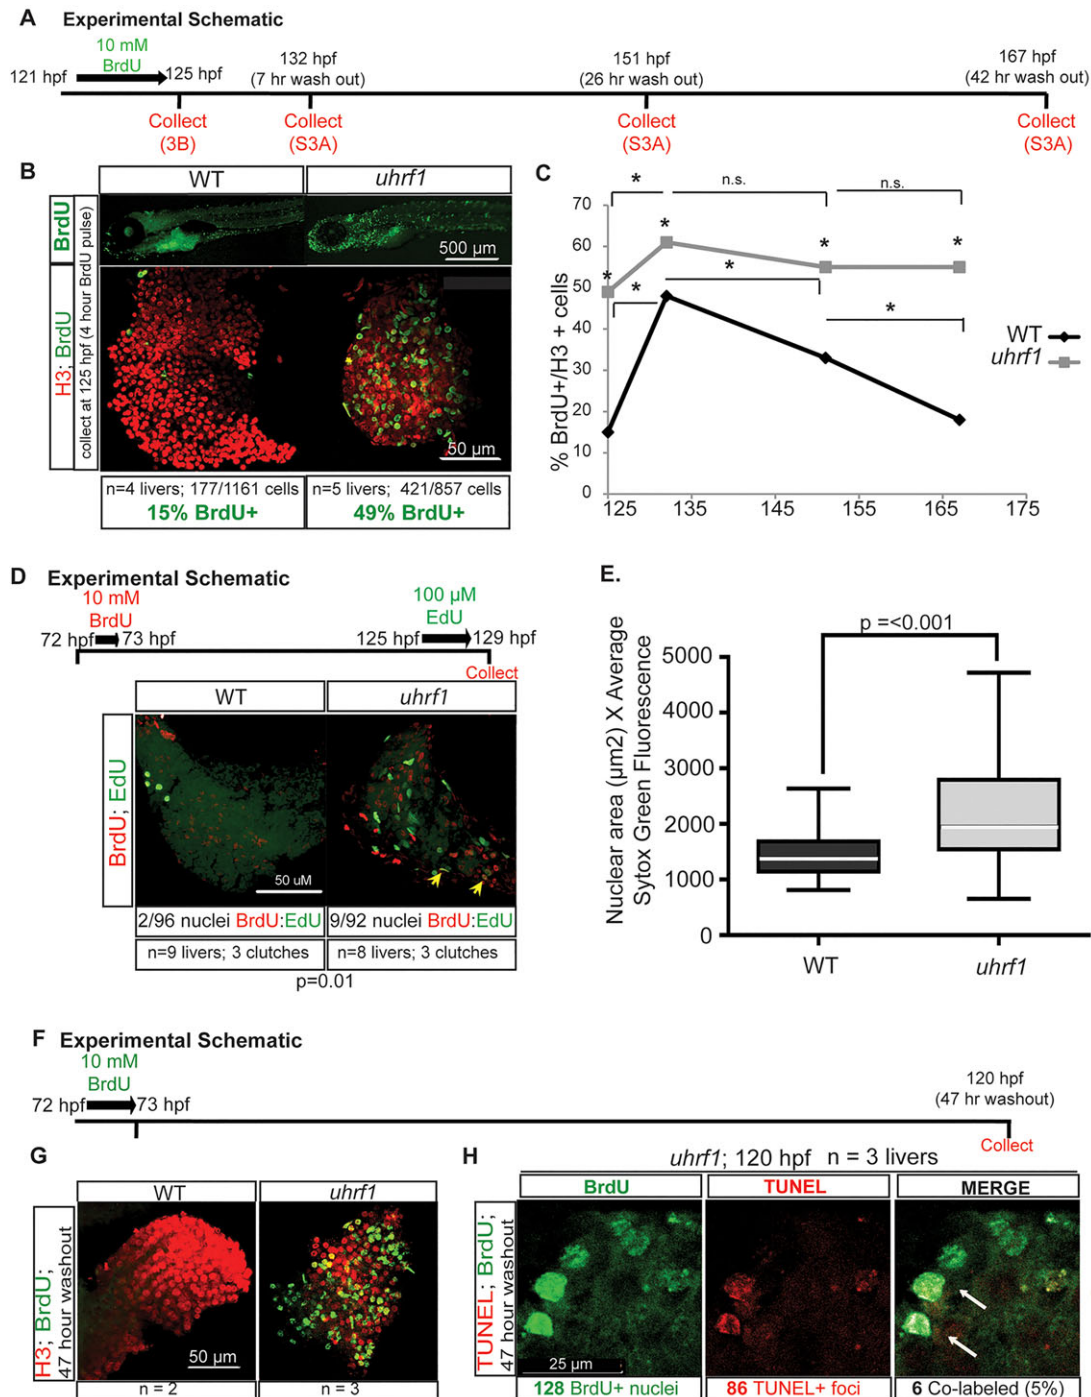 A Experimental Schematic
10 mM
BrdU
121 hpf
125 hpf
132 hpf
(7 hr wash out)
151 hpf
(26 hr wash out)
167 hpf
(42 hr wash out)
Collect
(3B)
Collect
(S3A)
Collect
(S3A)
Collect
(S3A)
B
WT
uhrf1
BrdU
500 µm
H3; BrdU
collect at 125 hpf (4 hour BrdU pulse)
50 µm
n=4 livers; 177/1161 cells
15% BrdU+
n=5 livers; 421/857 cells
49% BrdU+
C
% BrdU+/H3 + cells
70
60
50
40
30
20
10
0
125 135 145 155 165 175
* n.s. n.s.
* * * *
* * *
WT
uhrf1
D Experimental Schematic
10 mM
BrdU
72 hpf
73 hpf
100 µM
EdU
125 hpf
129 hpf
Collect
WT
uhrf1
BrdU; EdU
50 uM
2/96 nuclei BrdU:EdU
9/92 nuclei BrdU:EdU
n=9 livers; 3 clutches
n=8 livers; 3 clutches
p=0.01
E.
p =<0.001
Nuclear area (µm2) X Average
Sytox Green Fluorescence
5000
4000
3000
2000
1000
0
WT
uhrf1
F Experimental Schematic
10 mM
BrdU
72 hpf
73 hpf
120 hpf
(47 hr washout)
Collect
G
WT
uhrf1
H3; BrdU;
47 hour washout
50 µm
n = 2
n = 3
H
uhrf1; 120 hpf n = 3 livers
BrdU
TUNEL
MERGE
TUNEL; BrdU;
47 hour washout
25 µm
128 BrdU+ nuclei
86 TUNEL+ foci
6 Co-labeled (5%)